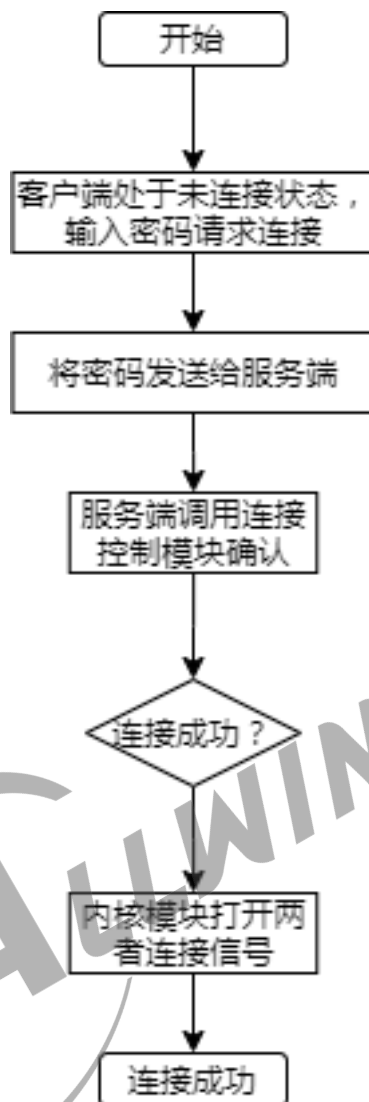 开始
客户端处于未连接状态，
输入密码请求连接
将密码发送给服务端
服务端调用连接
控制模块确认
连接成功？
内核模块打开两
者连接信号
连接成功
ALLWIN